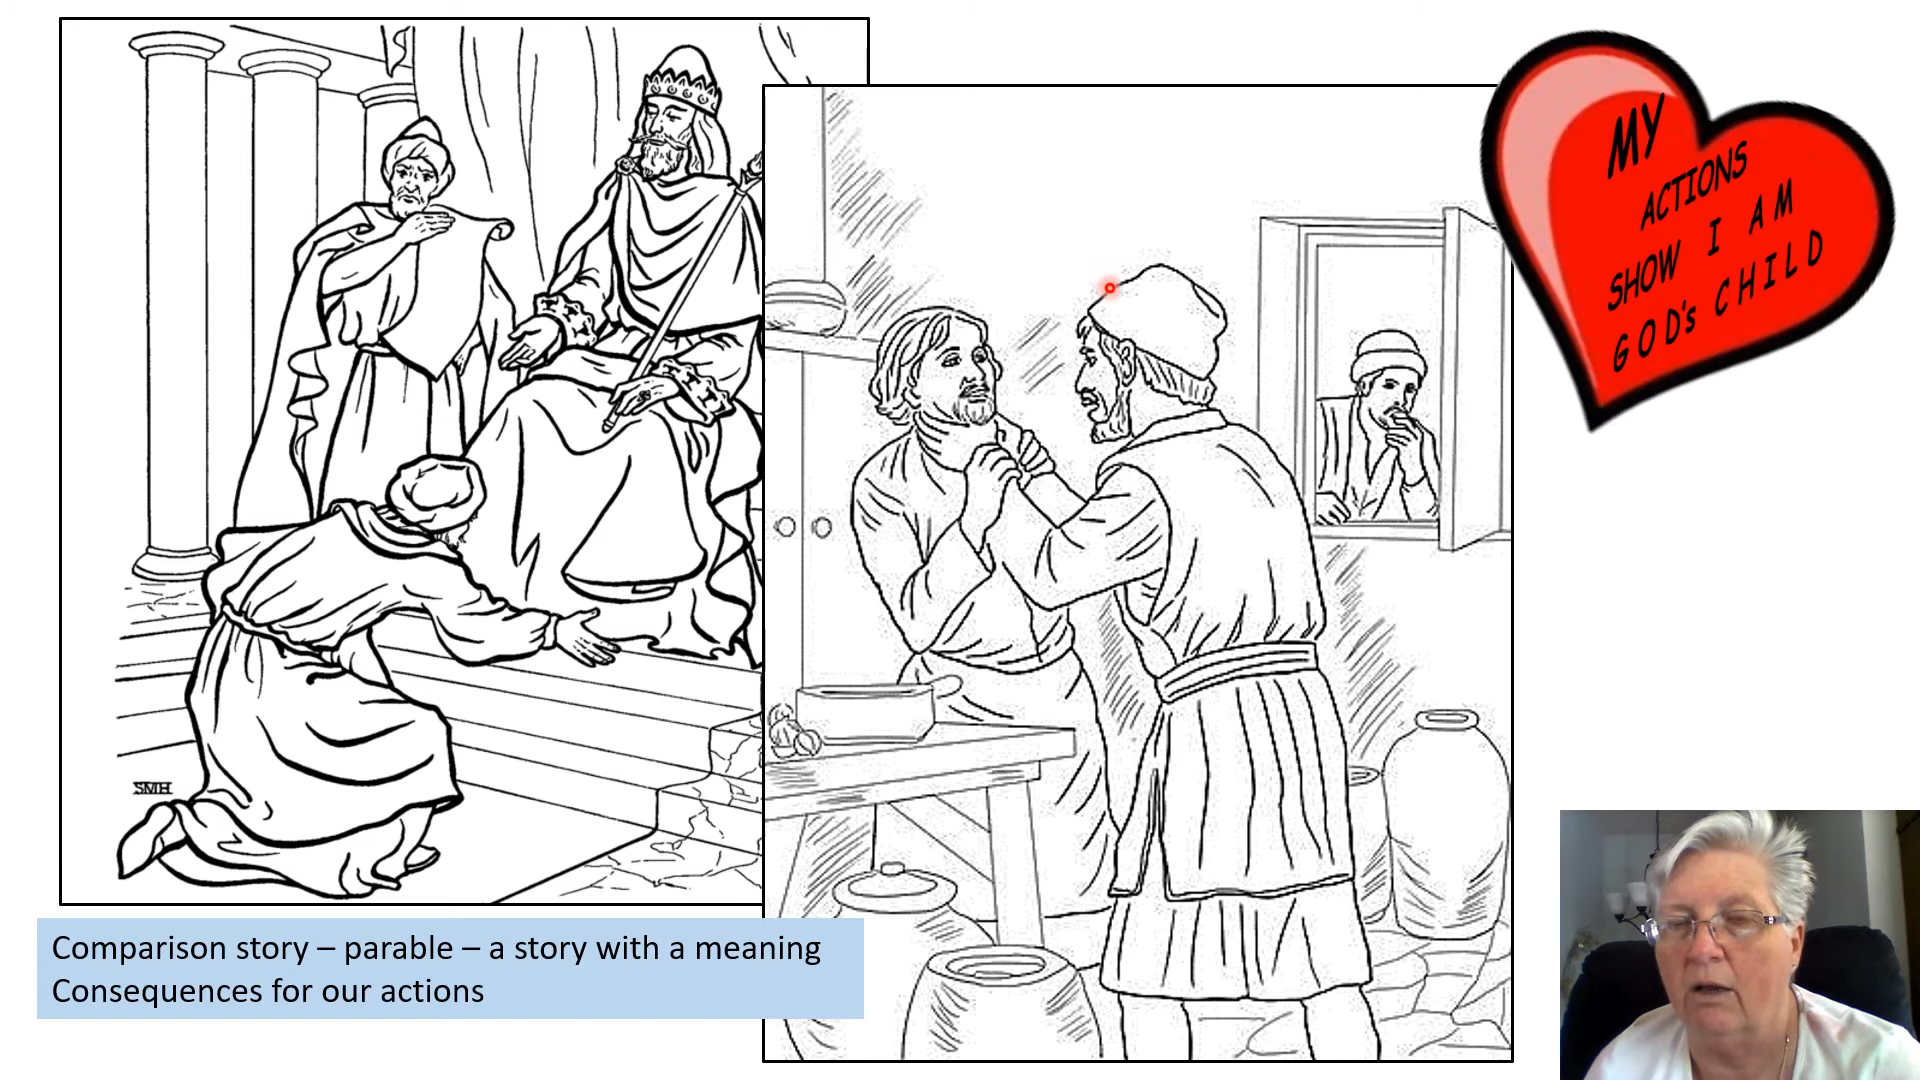 MY
ACTIONS
SHOW I AM
GOD's CHILD
SMH
Comparison story – parable – a story with a meaning
Consequences for our actions